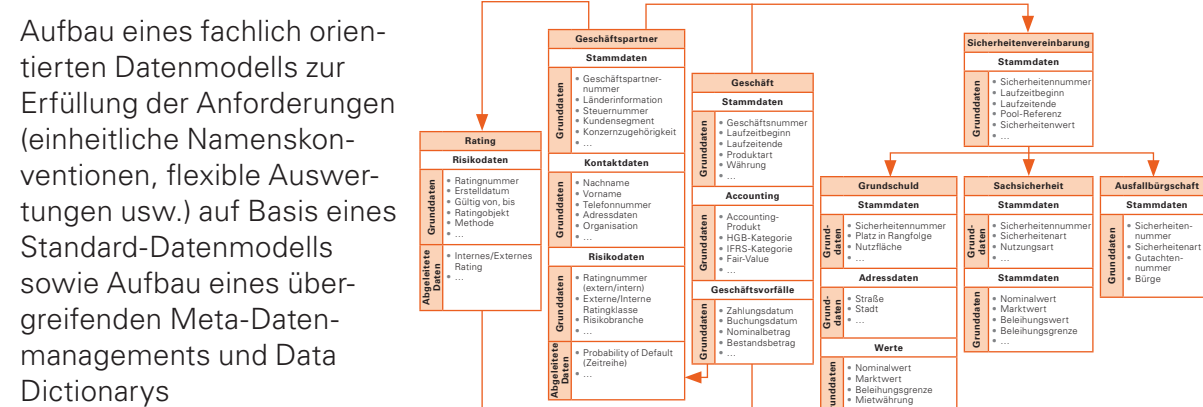 Aufbau eines fachlich orien-
tierten Datenmodells zur
Erfüllung der Anforderungen
(einheitliche Namenskon-
ventionen, flexible Auswer-
tungen usw.) auf Basis eines
Standard-Datenmodells
sowie Aufbau eines über-
greifenden Meta-Daten-
managements und Data
Dictionarys
Rating
Risikodaten
Grunddaten
• Ratingnummer
• Erstelldatum
• Gültig von, bis
• Ratingobjekt
• Methode
• ...
Abgeleitete
Daten
• Internes/Externes
Rating
• ...
Geschäftspartner
Stammdaten
Grunddaten
• Geschäftspartner-
nummer
• Länderinformation
• Steuernummer
• Kundensegment
• Konzernzugehörigkeit
• ...
Kontaktdaten
Grunddaten
• Nachname
• Vorname
• Telefonnummer
• Adressdaten
• Organisation
• ...
Risikodaten
Grunddaten
• Ratingnummer
(extern/intern)
• Externe/Interne
Ratingklasse
• Risikobranche
• ...
Abgeleitete
Daten
• Probability of Default
(Zeitreihe)
• ...
Geschäft
Stammdaten
Grunddaten
• Geschäftsnummer
• Laufzeitbeginn
• Laufzeitende
• Produktart
• Währung
• ...
Accounting
Grunddaten
• Accounting-
Produkt
• HGB-Kategorie
• IFRS-Kategorie
• Fair-Value
• ...
Geschäftsvorfälle
Grunddaten
• Zahlungsdatum
• Buchungsdatum
• Nominalbetrag
• Bestandsbetrag
• ...
Sicherheitenvereinbarung
Stammdaten
Grunddaten
• Sicherheitennummer
• Laufzeitbeginn
• Laufzeitende
• Pool-Referenz
• Sicherheitenwert
• ...
Grundschuld
Stammdaten
Grund-
daten
• Sicherheitennummer
• Platz in Rangfolge
• Nutzfläche
• ...
Adressdaten
Grund-
daten
• Straße
• Stadt
• ...
Werte
• Nominalwert
• Marktwert
• Beleihungsgrenze
• Mietwährung
Sachsicherheit
Stammdaten
Grund-
daten
• Sicherheitennummer
• Sicherheitenart
• Nutzungsart
• ...
Stammdaten
Grunddaten
• Nominalwert
• Marktwert
• Beleihungswert
• Beleihungsgrenze
• ...
Ausfallbürgschaft
Stammdaten
Grunddaten
• Sicherheiten-
nummer
• Sicherheitenart
• Gutachten-
nummer
• Bürge